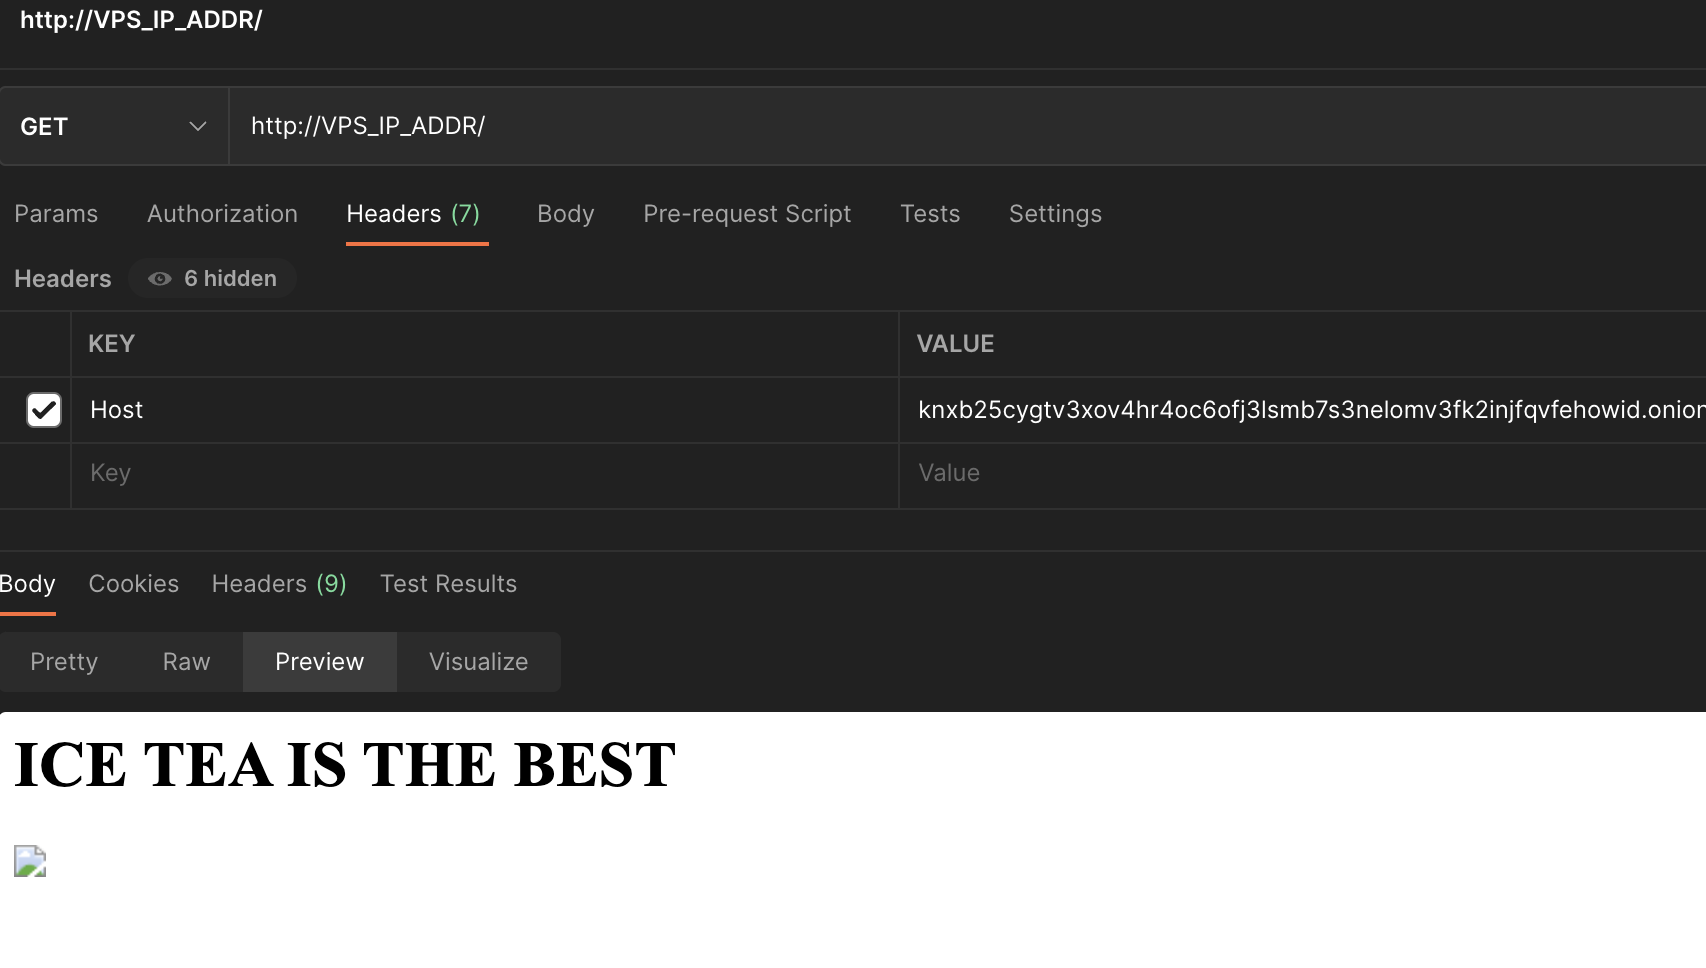 http://VPS_IP_ADDR/
GET http://VPS_IP_ADDR/
Params Authorization Headers (7) Body Pre-request Script Tests Settings
Headers 6 hidden
KEY VALUE
Host knxb25cygtv3xov4hr4oc6ofj3lsmb7s3nelomv3fk2injfqvfehowid.onion
Key Value
Body Cookies Headers (9) Test Results
Pretty Raw Preview Visualize
ICE TEA IS THE BEST